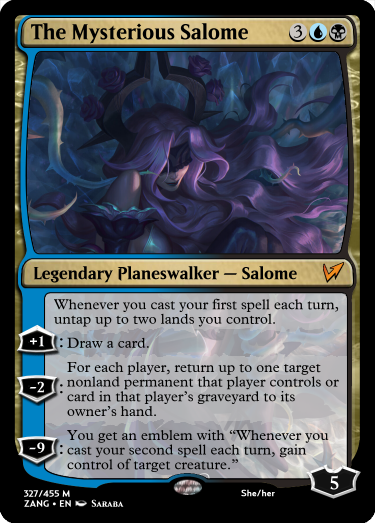 The Mysterious Salome 3
Legendary Planeswalker — Salome
Whenever you cast your first spell each turn,
untap up to two lands you control.
+1: Draw a card.
For each player, return up to one target
-2: nonland permanent that player controls or
card in that player's graveyard to its
owner's hand.
You get an emblem with “Whenever you
-9: cast your second spell each turn, gain
control of target creature.”
5
327/455 M She/her
ZANG • EN Saraba